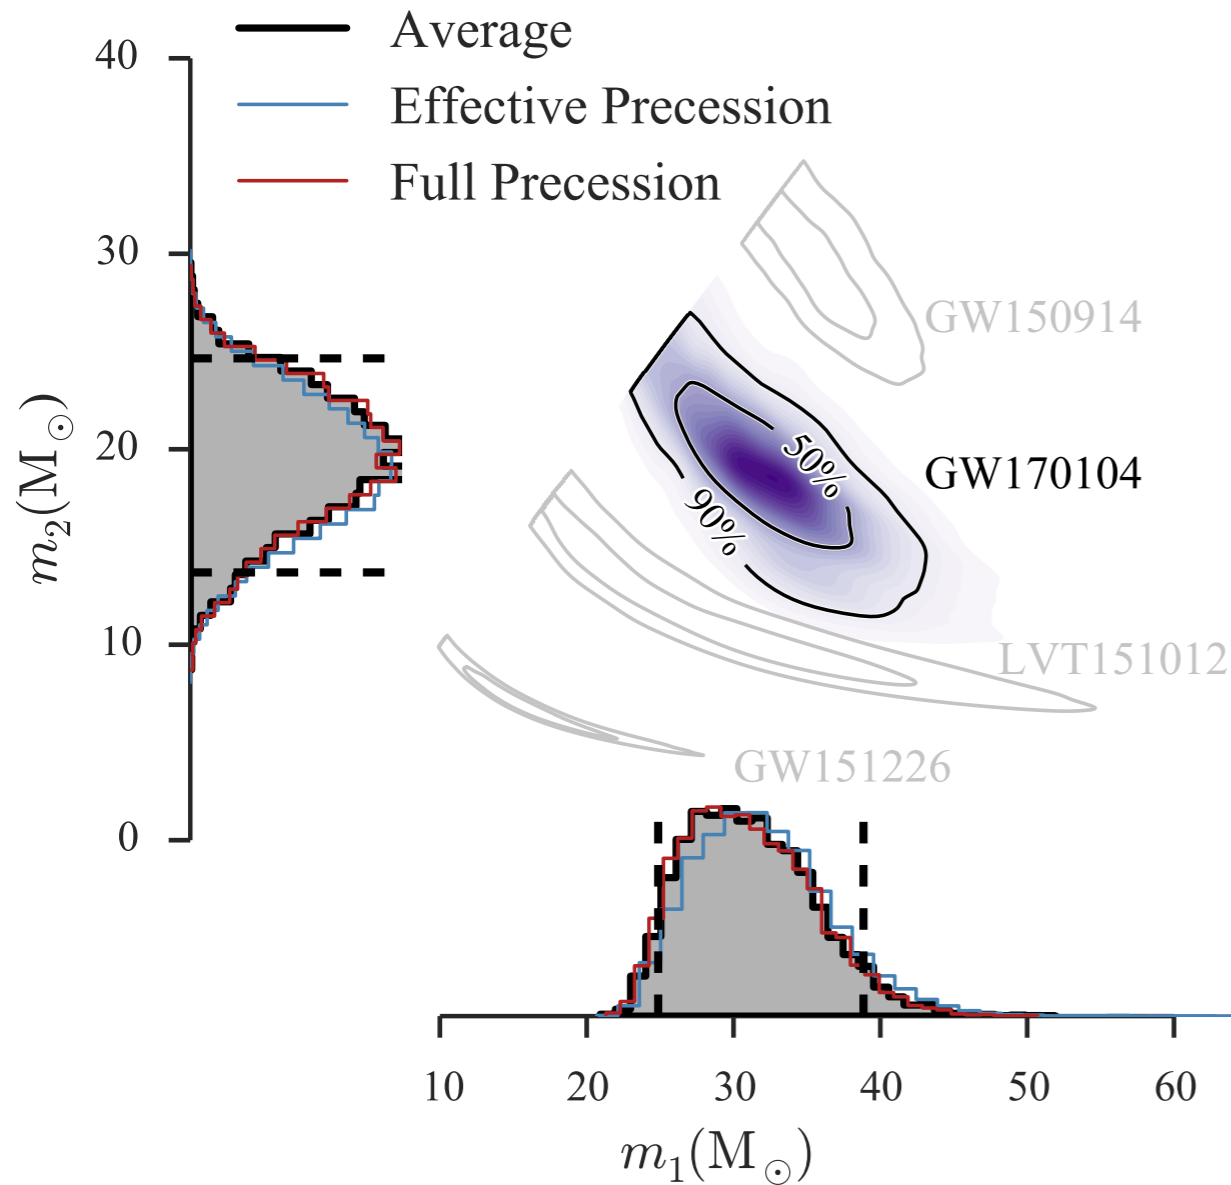 Average
Effective Precession
Full Precession
40
30
20
10
0
m₂(M⊙)
GW150914
GW170104
50%
90%
LVT151012
GW151226
10 20 30 40 50 60
m₁(M⊙)